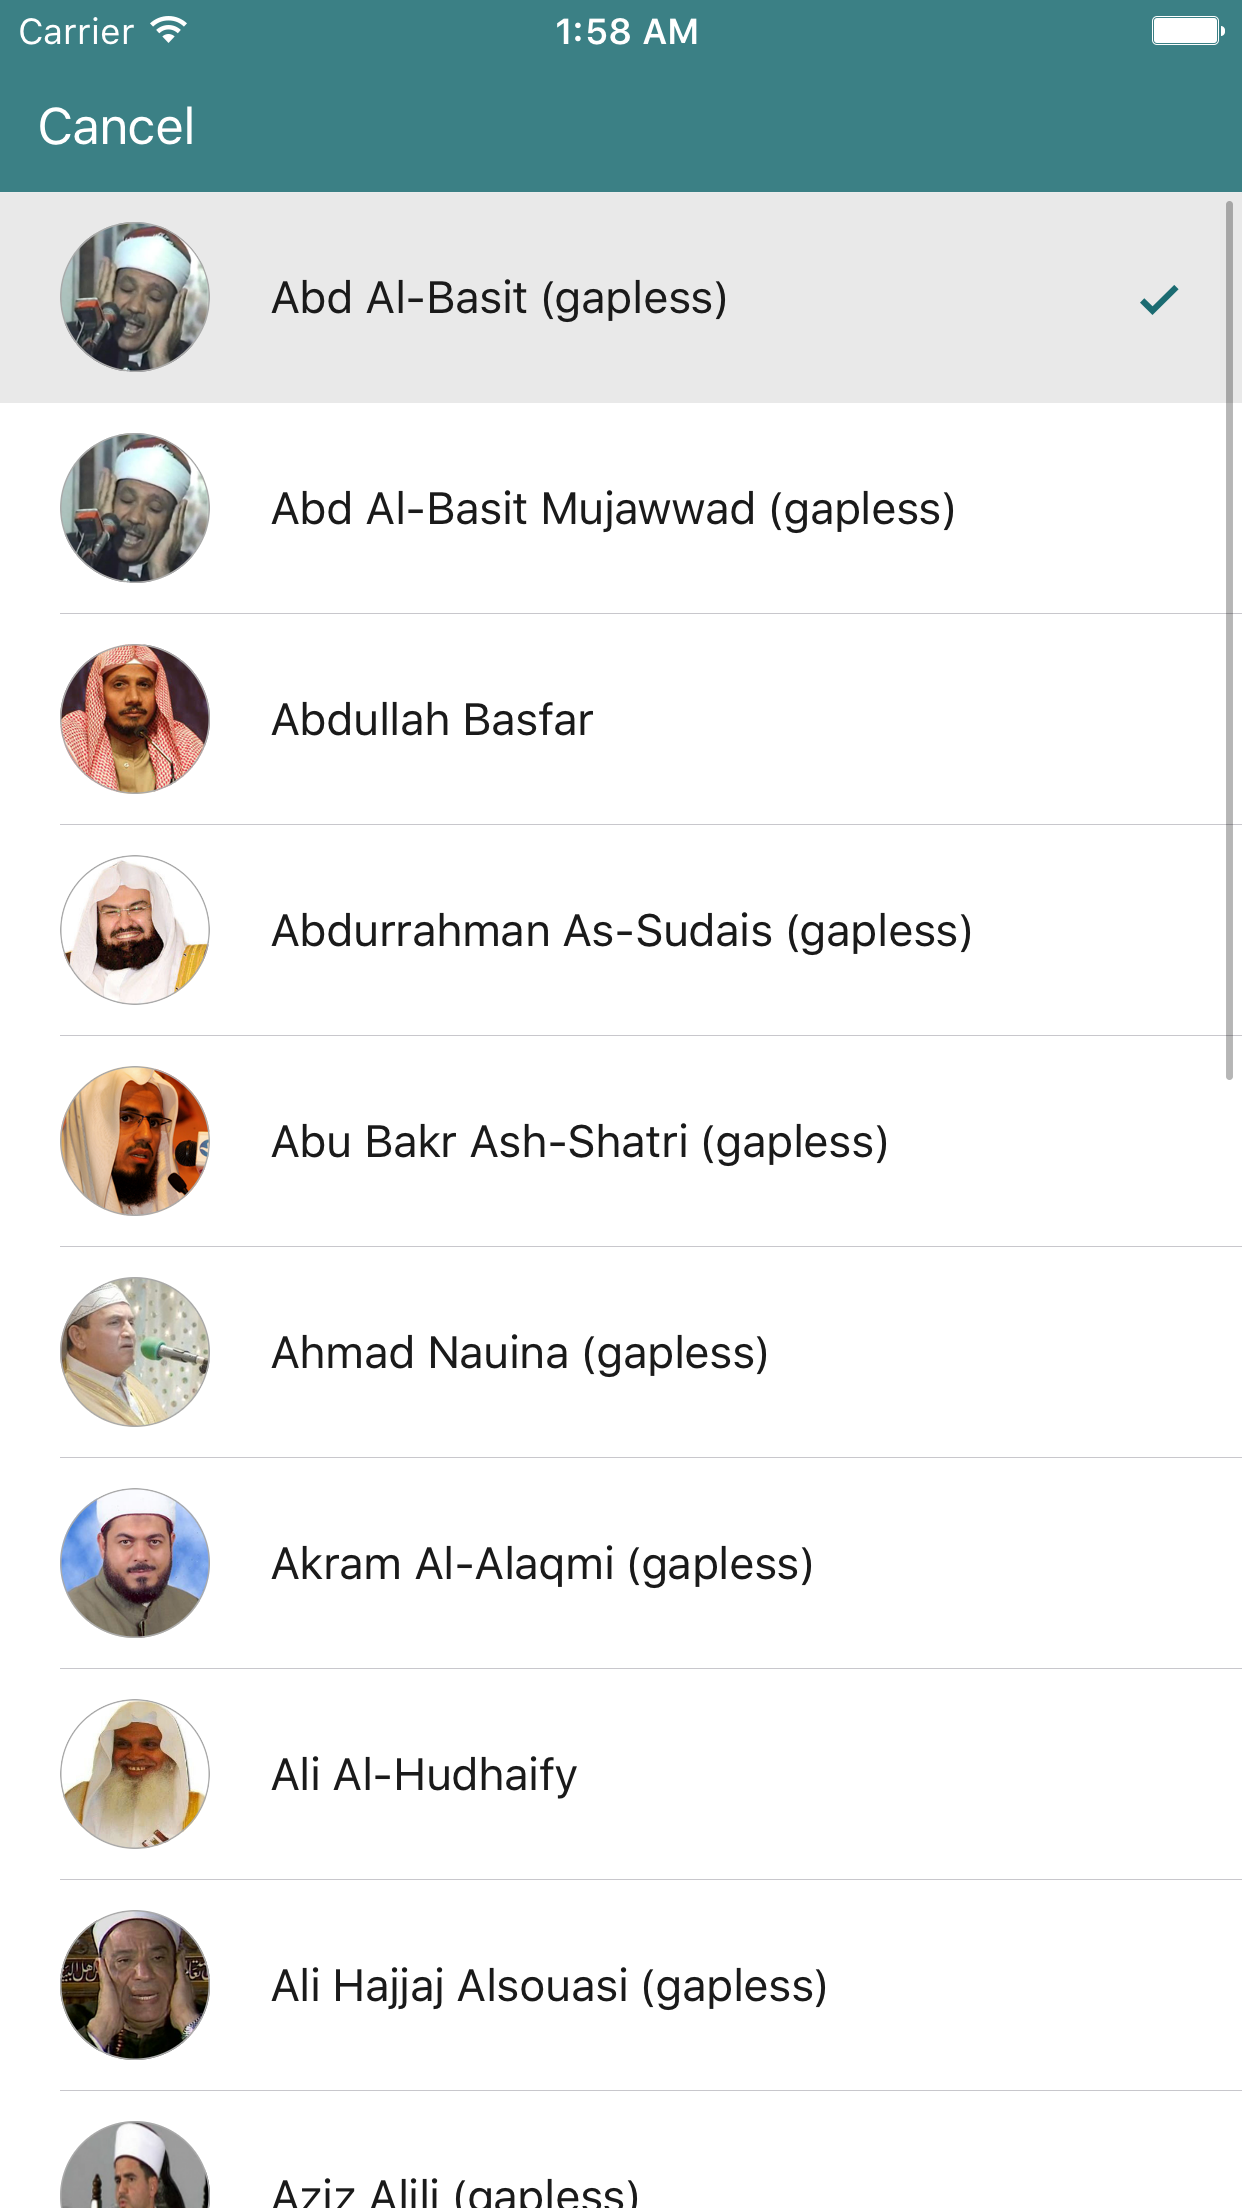 Carrier 1:58 AM
Cancel
Abd Al-Basit (gapless)
Abd Al-Basit Mujawwad (gapless)
Abdullah Basfar
Abdurrahman As-Sudais (gapless)
Abu Bakr Ash-Shatri (gapless)
Ahmad Nauina (gapless)
Akram Al-Alaqmi (gapless)
Ali Al-Hudhaify
Ali Hajjaj Alsouasi (gapless)
Aziz Alili (gapless)